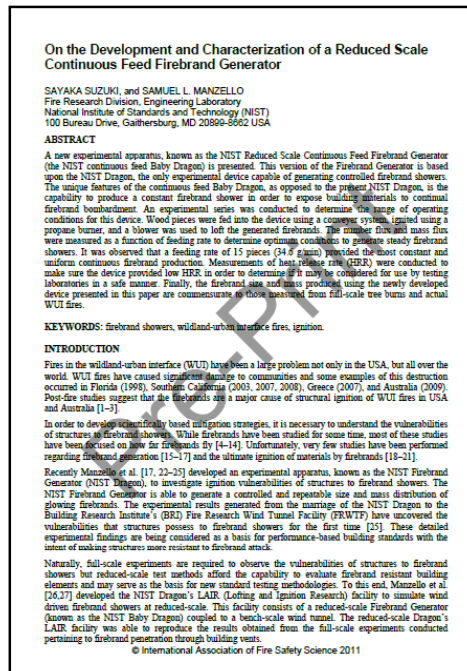 On the Development and Characterization of a Reduced Scale
Continuous Feed Firebrand Generator
SAYAKA SUZUKI, and SAMUEL L. MANZELLO
Fire Research Division, Engineering Laboratory
National Institute of Standards and Technology (NIST)
100 Bureau Drive, Gaithersburg, MD 20899-8662 USA
ABSTRACT
A new experimental apparatus, known as the NIST Reduced Scale Continuous Feed Firebrand Generator
(the NIST continuous feed Baby Dragon) is presented. This version of the Firebrand Generator is based
upon the NIST Dragon, the only experimental device capable of generating controlled firebrand showers.
The unique features of the continuous feed Baby Dragon, as opposed to the present NIST Dragon, is the
capability to produce a constant firebrand shower in order to expose building materials to continual
firebrand bombardment. An experimental series was conducted to determine the range of operating
conditions for this device. Wood pieces were fed into the device using a conveyer system, ignited using a
propane burner, and a blower was used to loft the generated firebrands. The number flux and mass flux
were measured as a function of feeding rate to determine optimum conditions to generate steady firebrand
showers. It was observed that a feeding rate of 15 pieces (34.6 g/min) provided the most constant and
uniform continuous firebrand production. Measurements of heat release rate (HRR) were conducted to
make sure the device provided low HRR in order to determine if it may be considered for use by testing
laboratories in a safe manner. Finally, the firebrand size and mass produced using the newly developed
device presented in this paper are commensurate to those measured from full-scale tree burns and actual
WUI fires.
KEYWORDS: firebrand showers, wildland-urban interface fires, ignition.
INTRODUCTION
Fires in the wildland-urban interface (WUI) have been a large problem not only in the USA, but all over the
world. WUI fires have caused significant damage to communities and some examples of this destruction
occurred in Florida (1998), Southern California (2003, 2007, 2008), Greece (2007), and Australia (2009).
Post-fire studies suggest that the firebrands are a major cause of structural ignition of WUI fires in USA
and Australia [1–3].
In order to develop scientifically based mitigation strategies, it is necessary to understand the vulnerabilities
of structures to firebrand showers. While firebrands have been studied for some time, most of these studies
have been focused on how far firebrands fly [4–14]. Unfortunately, very few studies have been performed
regarding firebrand generation [15–17] and the ultimate ignition of materials by firebrands [18–21].
Recently Manzello et al. [17, 22–25] developed an experimental apparatus, known as the NIST Firebrand
Generator (NIST Dragon), to investigate ignition vulnerabilities of structures to firebrand showers. The
NIST Firebrand Generator is able to generate a controlled and repeatable size and mass distribution of
glowing firebrands. The experimental results generated from the marriage of the NIST Dragon to the
Building Research Institute's (BRI) Fire Research Wind Tunnel Facility (FRWTF) have uncovered the
vulnerabilities that structures possess to firebrand showers for the first time [25]. These detailed
experimental findings are being considered as a basis for performance-based building standards with the
intent of making structures more resistant to firebrand attack.
Naturally, full-scale experiments are required to observe the vulnerabilities of structures to firebrand
showers but reduced-scale test methods afford the capability to evaluate firebrand resistant building
elements and may serve as the basis for new standard testing methodologies. To this end, Manzello et al.
[26,27] developed the NIST Dragon's LAIR (Lofting and Ignition Research) facility to simulate wind
driven firebrand showers at reduced-scale. This facility consists of a reduced-scale Firebrand Generator
(known as the NIST Baby Dragon) coupled to a bench-scale wind tunnel. The reduced-scale Dragon's
LAIR facility was able to reproduce the results obtained from the full-scale experiments conducted
pertaining to firebrand penetration through building vents.
© International Association of Fire Safety Science 2011
Pre-Print